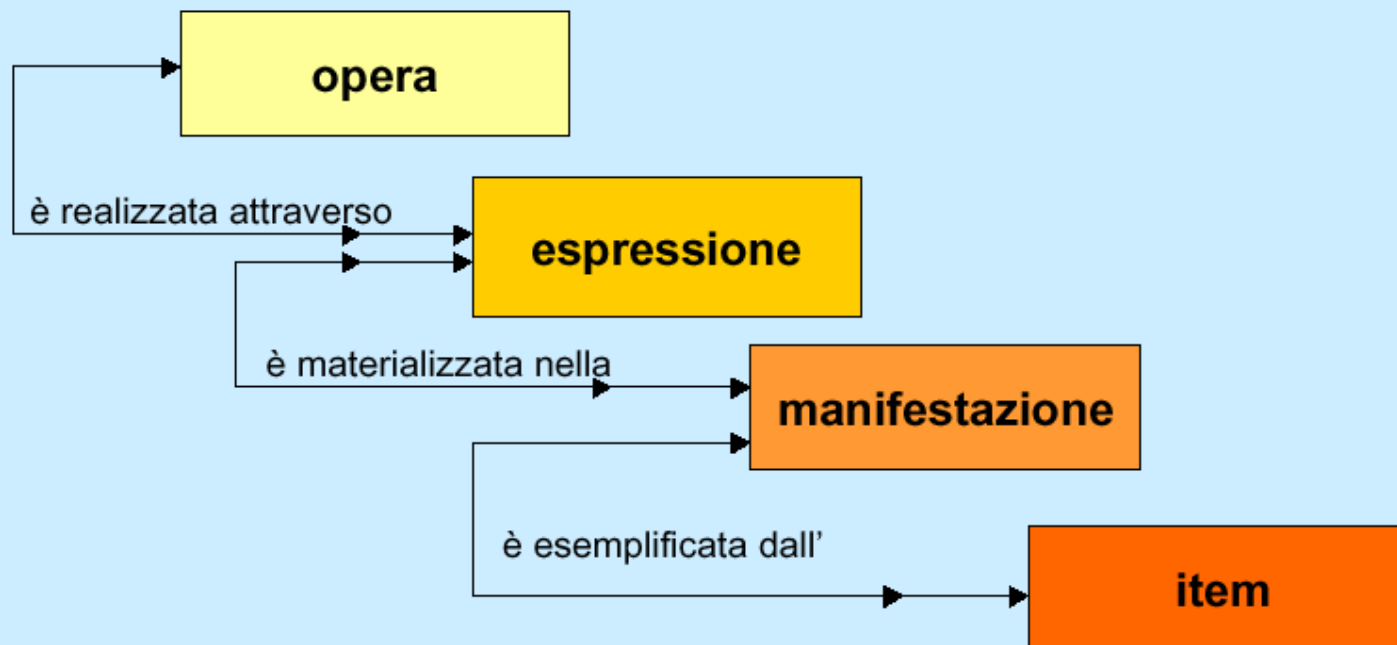 opera
è realizzata attraverso
espressione
è materializzata nella
manifestazione
è esemplificata dall’
item